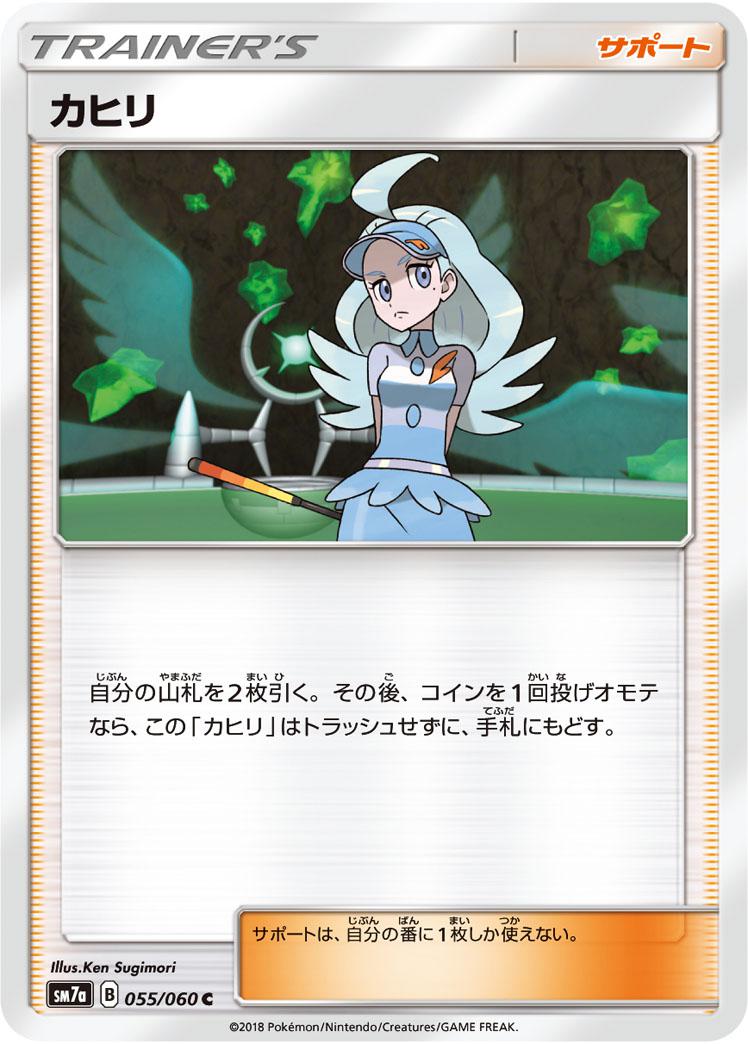 TRAINER'S
サポート
カヒリ
自分の山札を2枚引く。その後、コインを1回投げオモテ
なら、この「カヒリ」はトラッシュせずに、手札にもどす。
サポートは、自分の番に1枚しか使えない。
Illus.Ken Sugimori
sm7a B 055/060 C
©2018 Pokémon/Nintendo/Creatures/GAME FREAK.